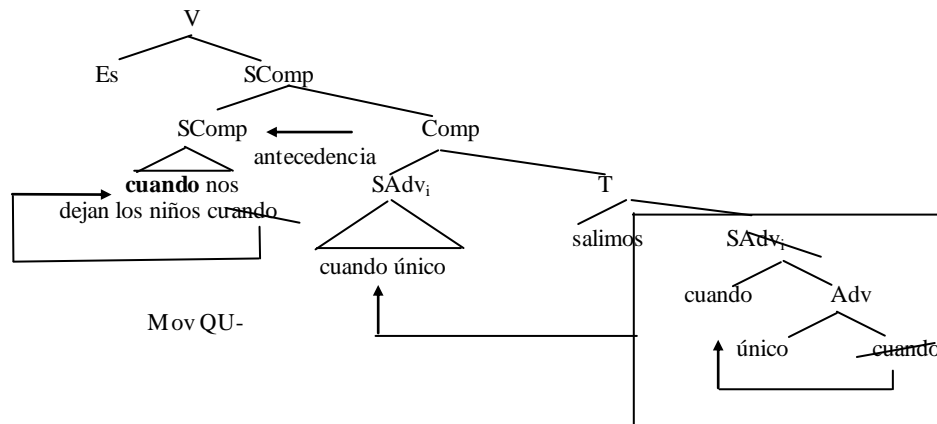 V
Es SComp
SComp Comp
antecedencia
cuando nos SAdvi T
dejan los niños cuando
salimos SAdvi
cuando único
cuando Adv
Mov QU-
único cuando